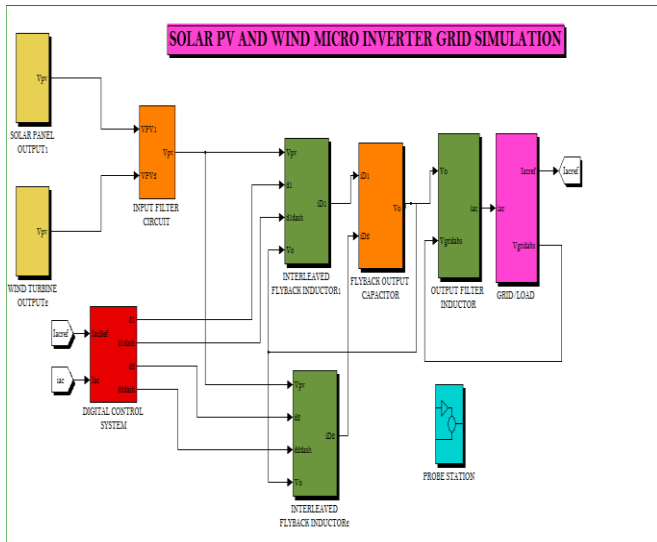 SOLAR PV AND WIND MICRO INVERTER GRID SIMULATION
Vpv
SOLAR PANEL
OUTPUT1
Vpv
WIND TURBINE
OUTPUT2
VPV1
VPV2
Vpv
INPUT FILTER
CIRCUIT
Vpv
d1
d1dash
Vo
iD1
INTERLEAVED
FLYBACK INDUCTOR1
iD1
iD2
Vo
FLYBACK OUTPUT
CAPACITOR
Vo
Vgridabs
iac
OUTPUT FILTER
INDUCTOR
iac
Iacref
Vgridabs
GRID/LOAD
Iacref
Iacref
iac
iacRef
iac
d1
d1dash
d2
d2dash
DIGITAL CONTROL
SYSTEM
Vpv
d2
d2dash
Vo
iD2
INTERLEAVED
FLYBACK INDUCTOR2
PROBE STATION